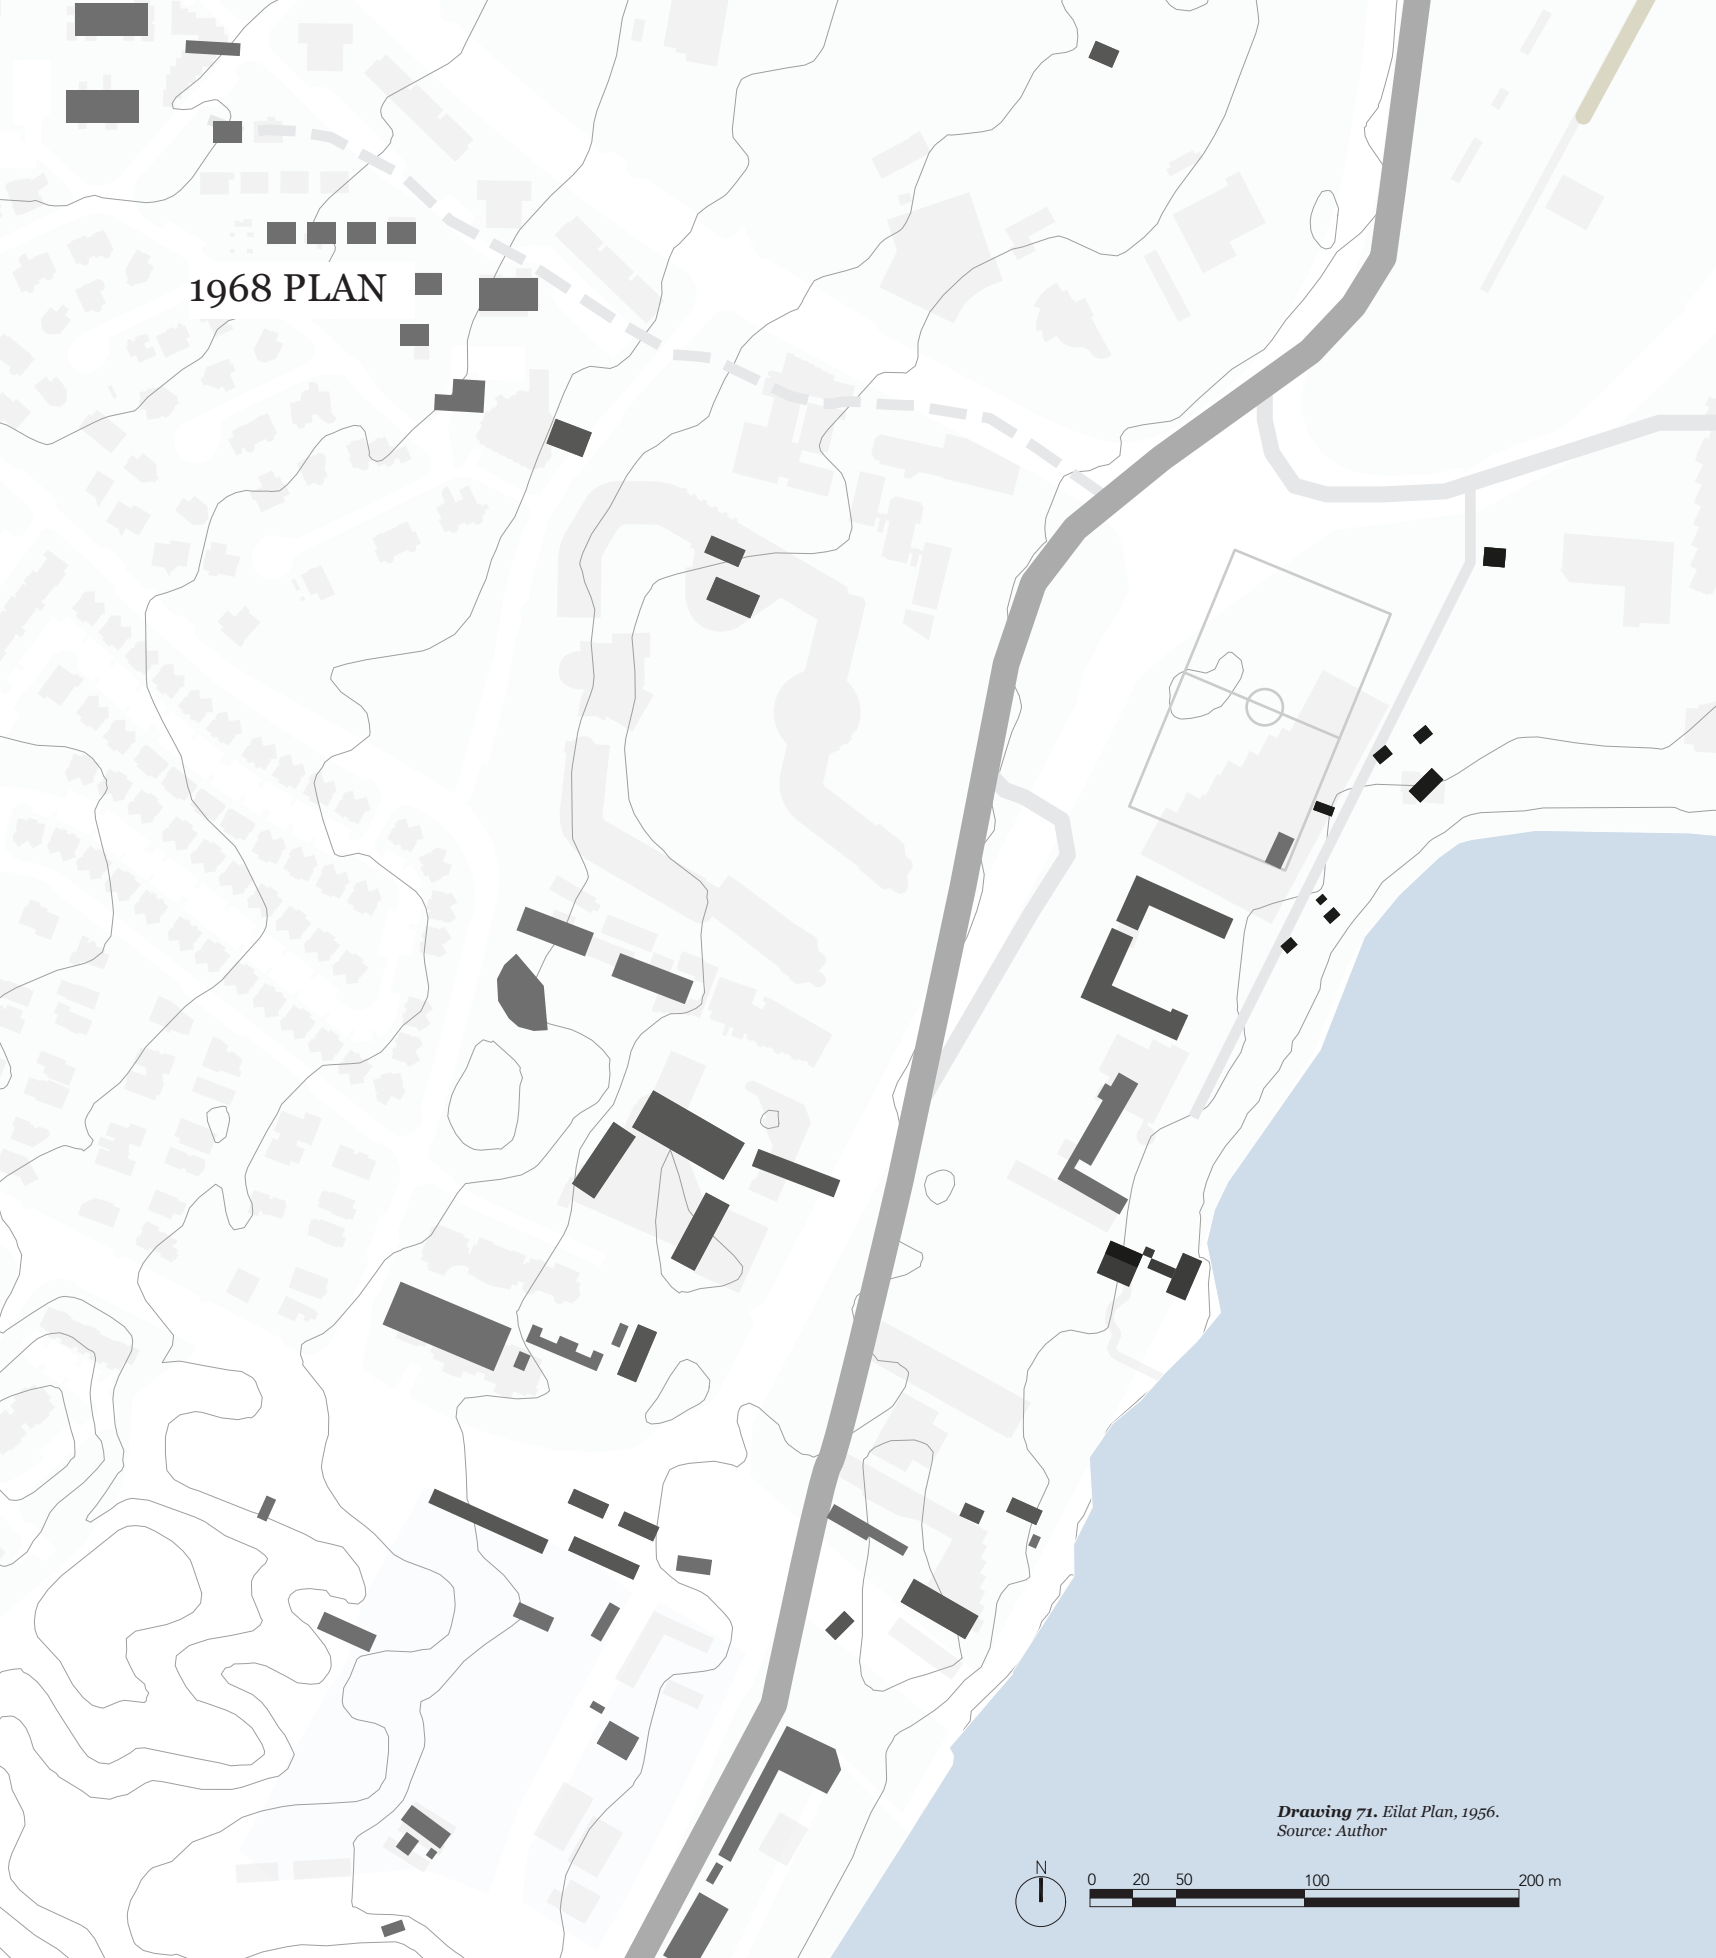 1968 PLAN
Drawing 71. Eilat Plan, 1956.
Source: Author
N
0 20 50 100 200 m